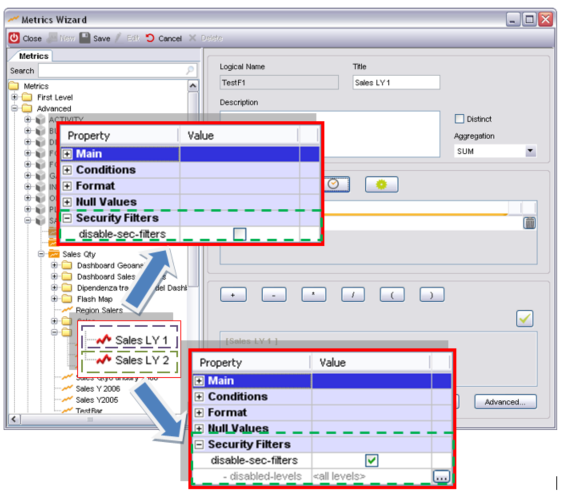 Metrics Wizard
Close New Save Edit Cancel Delete
Metrics
Search
Metrics
First Level
Advanced
ACTIVITY
Sales Qty
Dashboard Geoana
Dashboard Sales
Dipendenza tra del Dashb
Flash Map
Region Salers
Sales Y 2006
Sales Y2005
TestBar
Logical Name
Title
TestF1
Sales LY 1
Description
Distinct
Aggregation
SUM
+ - * / ( )
[Sales LY 1 ]
Advanced...
Property Value
Main
Conditions
Format
Null Values
Security Filters
disable-sec-filters
Sales LY 1
Sales LY 2
Property Value
Main
Conditions
Format
Null Values
Security Filters
disable-sec-filters
- disabled-levels <all levels> ...